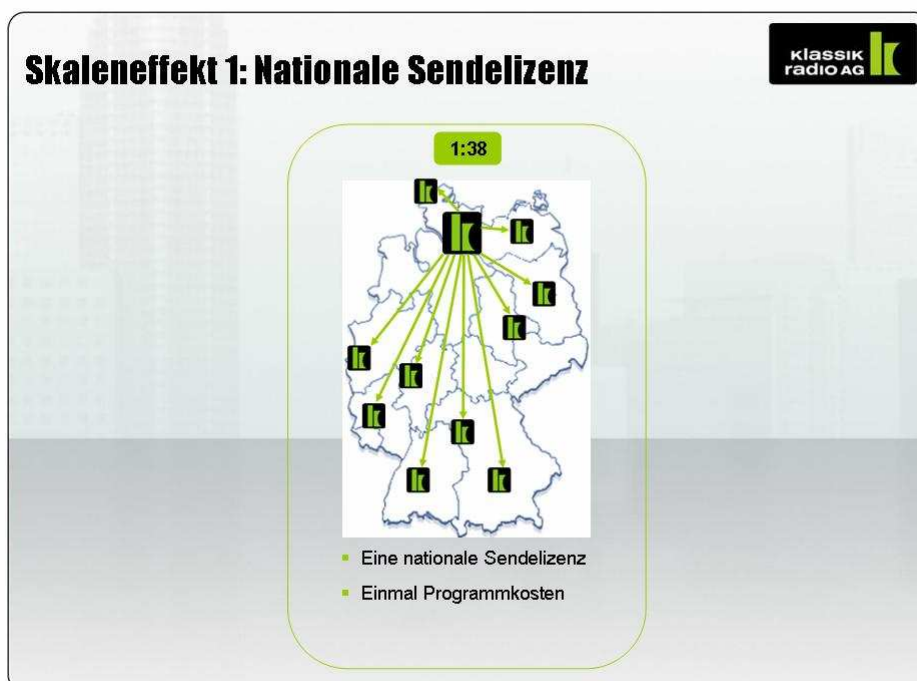 Skaleneffekt 1: Nationale Sendelizenz
Klassik
radio AG
1:38
Eine nationale Sendelizenz
Einmal Programmkosten